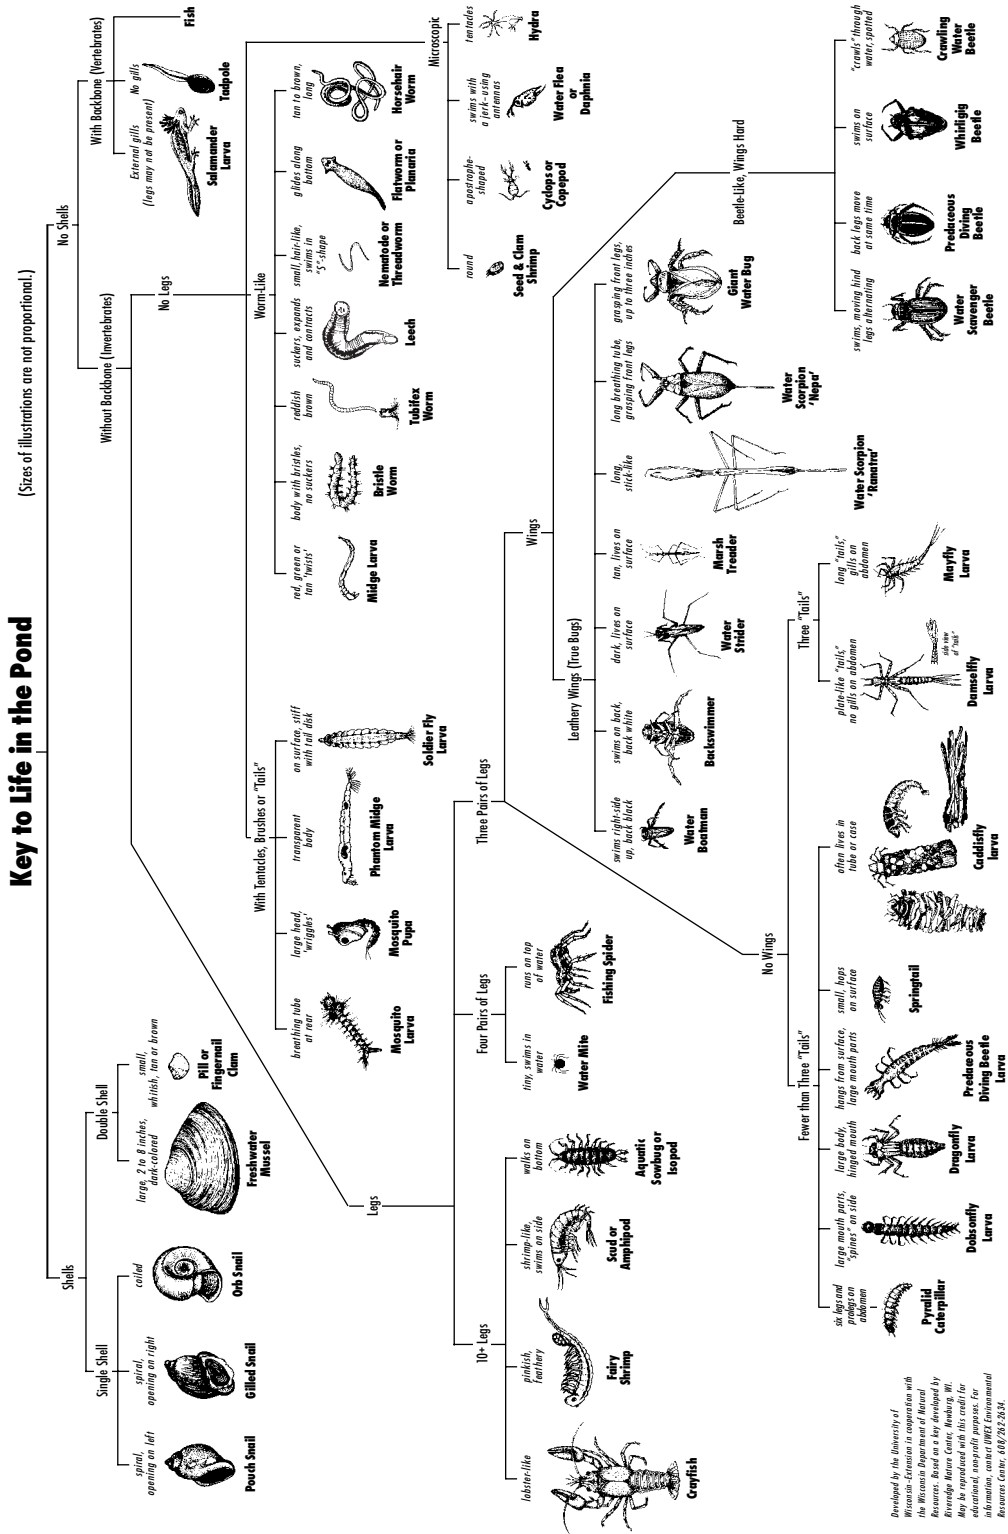 Key to Life in the Pond
(Sizes of illustrations are not proportional.)
Shells
No Shells
Single Shell
Double Shell
spiral,
opening on left
Pouch Snail
spiral,
opening on right
Gilled Snail
coiled
Orb Snail
large, 2 to 8 inches,
dark-colored
Freshwater
Mussel
small,
whitish, tan or brown
Pill or
Fingernail
Clam
Without Backbone (Invertebrates)
With Backbone (Vertebrates)
External gills
(legs may not be present)
Salamander
Larva
No gills
Tadpole
Fish
Legs
No Legs
With Tentacles, Brushes or "Tails"
breathing tube
at rear
Mosquito
Larva
large head,
'wriggles'
Mosquito
Pupa
transparent
body
Phantom Midge
Larva
on surface, stiff
with tail disk
Soldier Fly
Larva
Worm-Like
red, green or
tan 'twists'
Midge Larva
body with bristles,
no suckers
Bristle
Worm
reddish
brown
Tubifex
Worm
suckers, expands
and contracts
Leech
small, hair-like,
swims in
"S"-shape
Nematode or
Threadworm
glides along
bottom
Flatworm or
Planaria
tan to brown,
long
Horsehair
Worm
Microscopic
round
Seed & Clam
Shrimp
apostrophe-
shaped
Cyclops or
Copepod
swims with
a jerk-using
antennas
Water Flea
or
Daphnia
tentacles
Hydra
10+ Legs
lobster-like
Crayfish
pinkish,
feathery
Fairy
Shrimp
shrimp-like,
swims on side
Scud or
Amphipod
walks on
bottom
Aquatic
Sowbug or
Isopod
Four Pairs of Legs
tiny, swims in
water
Water Mite
runs on top
of water
Fishing Spider
Three Pairs of Legs
Wings
Leathery Wings (True Bugs)
swims right-side
up, back black
Water
Boatman
swims on back,
back white
Backswimmer
dark, lives on
surface
Water
Strider
tan, lives on
surface
Marsh
Treader
long,
stick-like
Water Scorpion
'Ranatra'
long breathing tube,
grasping front legs
Water
Scorpion
'Nepa'
grasping front legs,
up to three inches
Giant
Water Bug
Beetle-Like, Wings Hard
swims, moving hind
legs alternating
Water
Scavenger
Beetle
back legs move
at same time
Predaceous
Diving
Beetle
swims on
surface
Whirligig
Beetle
"crawls" through
water, spotted
Crawling
Water
Beetle
No Wings
Fewer than Three "Tails"
six legs and
prolegs on
abdomen
Pyralid
Caterpillar
large mouth parts,
"spines" on side
Dobsonfly
Larva
large body,
hinged mouth
Dragonfly
Larva
hangs from surface,
large mouth parts
Predaceous
Diving Beetle
Larva
small, hops
on surface
Springtail
often lives in
tube or case
Caddisfly
larva
Three "Tails"
plate-like "tails,"
no gills on abdomen
side view
of "tails"
Damselfly
Larva
long "tails,"
gills on
abdomen
Mayfly
Larva
Developed by the University of
Wisconsin-Extension in cooperation with
the Wisconsin Department of Natural
Resources. Based on a key developed by
Riveredge Nature Center, Newburg, WI.
May be reproduced with this credit for
educational, non-profit purposes. For
information, contact UWEX Environmental
Resources Center, 608/262-2634.